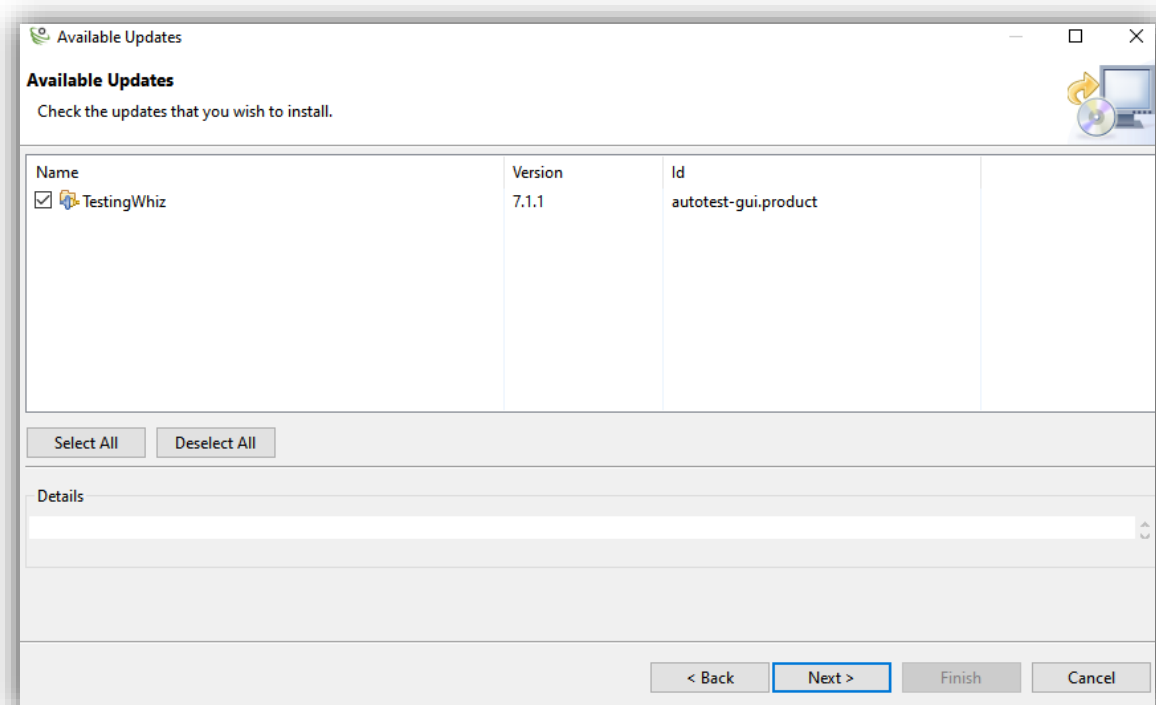 Available Updates
Available Updates
Check the updates that you wish to install.
Name Version Id
TestingWhiz 7.1.1 autotest-gui.product
Select All Deselect All
Details
< Back Next > Finish Cancel